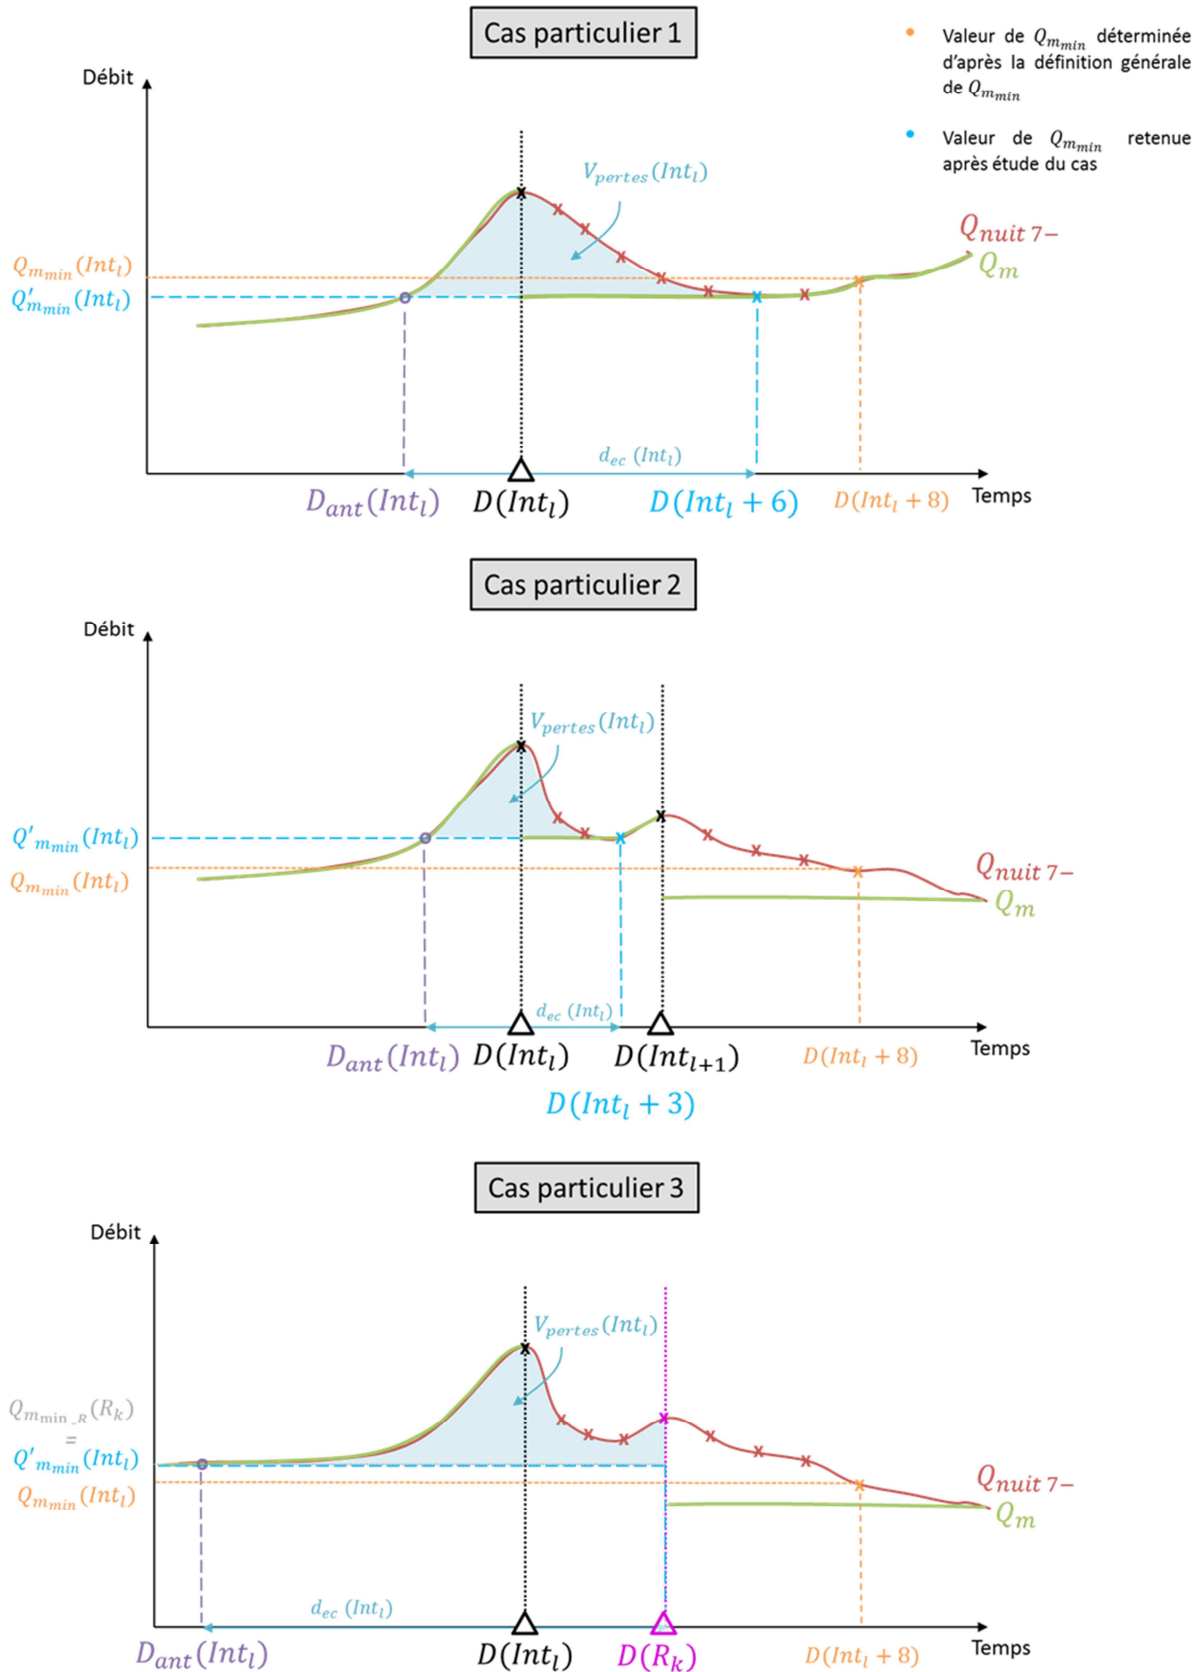 Cas particulier 1
Valeur de Q_{m_{min}} déterminée
d'après la définition générale
de Q_{m_{min}}
Valeur de Q_{m_{min}} retenue
après étude du cas
Débit
V_{pertes}(Int_l)
Q_{nuit 7-}
Q_m
Q_{m_{min}}(Int_l)
Q'_{m_{min}}(Int_l)
d_{ec}(Int_l)
D_{ant}(Int_l)
D(Int_l)
D(Int_l + 6)
D(Int_l + 8)
Temps
Cas particulier 2
Débit
V_{pertes}(Int_l)
Q'_{m_{min}}(Int_l)
Q_{m_{min}}(Int_l)
Q_{nuit 7-}
Q_m
d_{ec}(Int_l)
D_{ant}(Int_l)
D(Int_l)
D(Int_{l+1})
D(Int_l + 8)
Temps
D(Int_l + 3)
Cas particulier 3
Débit
V_{pertes}(Int_l)
Q_{m_{min\_R}}(R_k)
=
Q'_{m_{min}}(Int_l)
Q_{m_{min}}(Int_l)
Q_{nuit 7-}
Q_m
d_{ec}(Int_l)
D_{ant}(Int_l)
D(Int_l)
D(R_k)
D(Int_l + 8)
Temps